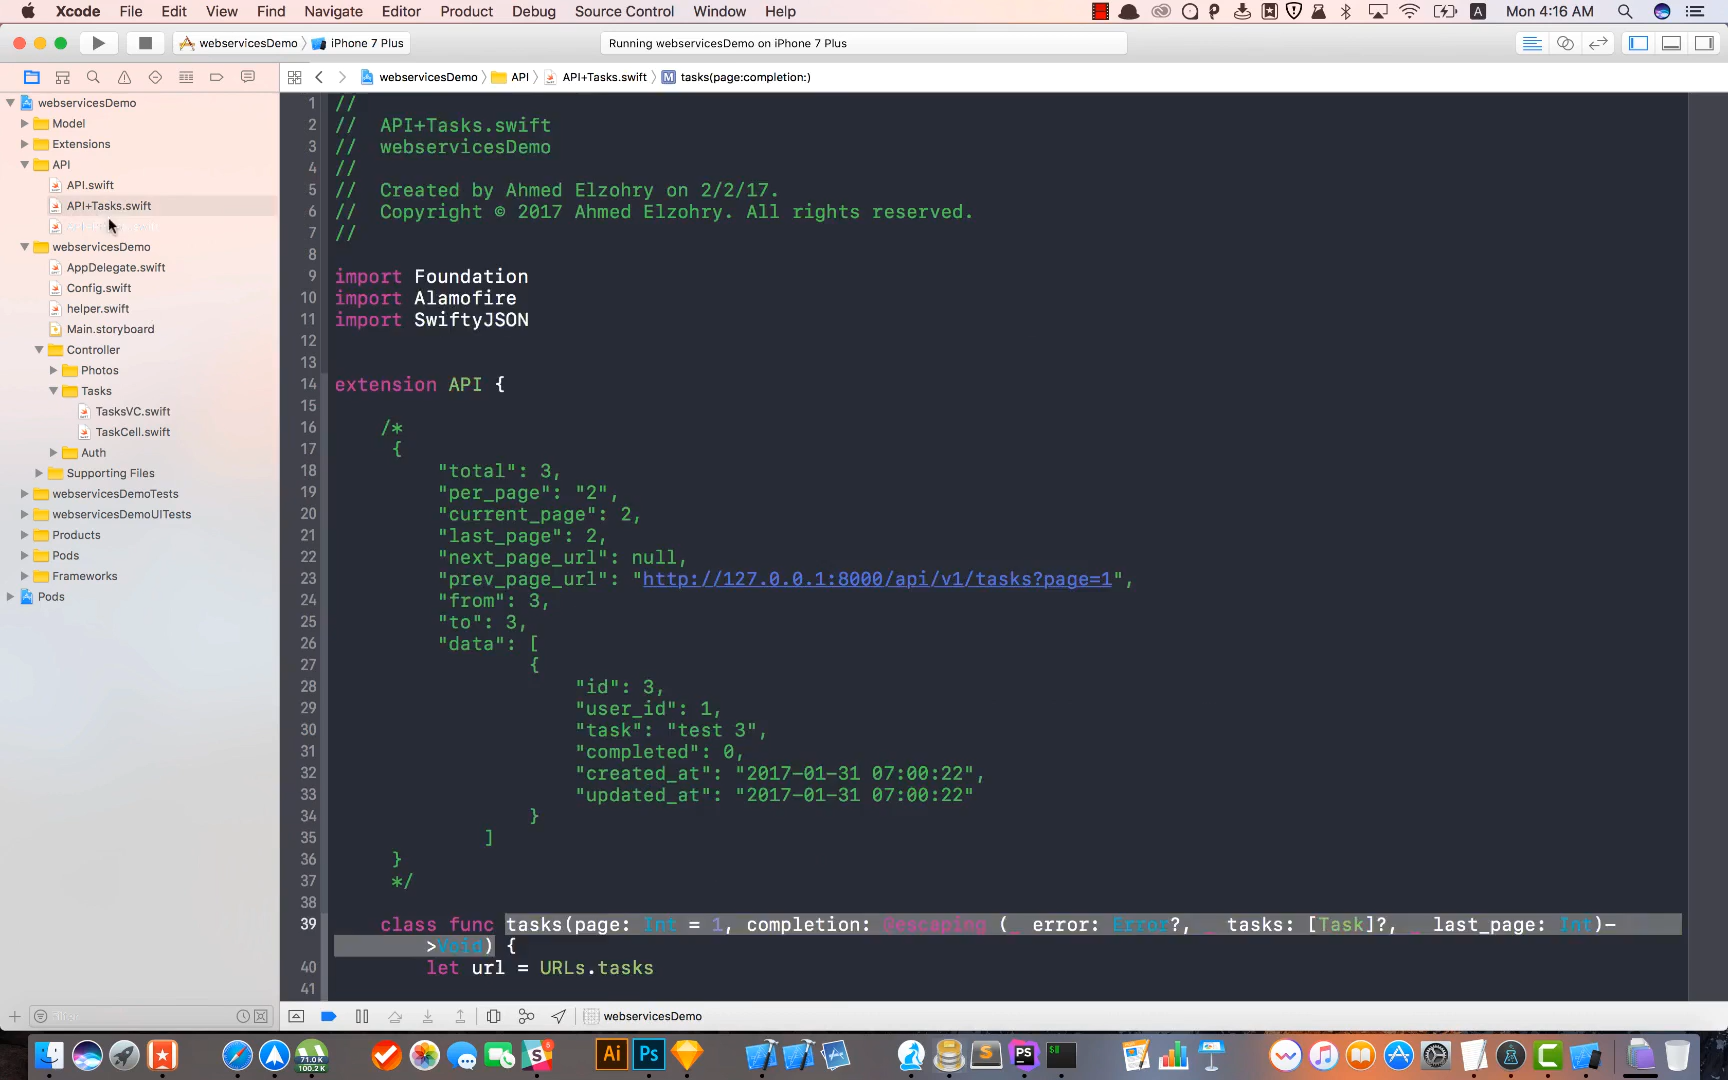 Xcode File Edit View Find Navigate Editor Product Debug Source Control Window Help
A Mon 4:16 AM
webservicesDemo iPhone 7 Plus
Running webservicesDemo on iPhone 7 Plus
webservicesDemo API API+Tasks.swift M tasks(page:completion:)
webservicesDemo
Model
Extensions
API
API.swift
API+Tasks.swift
webservicesDemo
AppDelegate.swift
Config.swift
helper.swift
Main.storyboard
Controller
Photos
Tasks
TasksVC.swift
TaskCell.swift
Auth
Supporting Files
webservicesDemoTests
webservicesDemoUITests
Products
Pods
Frameworks
Pods
1 //
2 // API+Tasks.swift
3 // webservicesDemo
4 //
5 // Created by Ahmed Elzohry on 2/2/17.
6 // Copyright © 2017 Ahmed Elzohry. All rights reserved.
7 //
8
9 import Foundation
10 import Alamofire
11 import SwiftyJSON
12
13
14 extension API {
15
16 /*
17 {
18 "total": 3,
19 "per_page": "2",
20 "current_page": 2,
21 "last_page": 2,
22 "next_page_url": null,
23 "prev_page_url": "http://127.0.0.1:8000/api/v1/tasks?page=1",
24 "from": 3,
25 "to": 3,
26 "data": [
27 {
28 "id": 3,
29 "user_id": 1,
30 "task": "test 3",
31 "completed": 0,
32 "created_at": "2017-01-31 07:00:22",
33 "updated_at": "2017-01-31 07:00:22"
34 }
35 ]
36 }
37 */
38
39 class func tasks(page: Int = 1, completion: @escaping (_ error: Error?, _ tasks: [Task]?, _ last_page: Int)-
>Void) {
40 let url = URLs.tasks
41
webservicesDemo
71.0 K
100.2 K
Ai Ps
5
S
PS
$
C